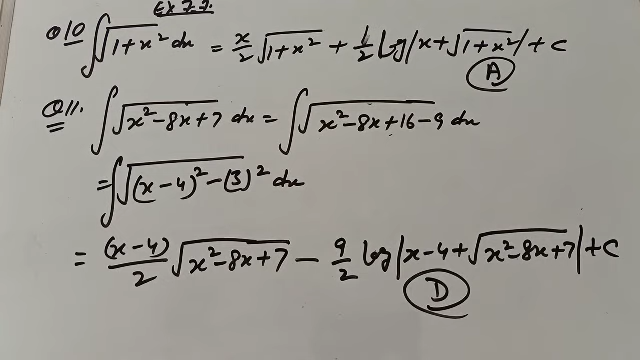 Ex 7.7
Q10 ∫√(1+x²) dx = x/2 √(1+x²) + 1/2 log|x+√(1+x²)| + c
(A)
Q11. ∫√(x²-8x+7) dx = ∫√(x²-8x+16-9) dx
= ∫√((x-4)²-(3)²) dx
= (x-4)/2 √(x²-8x+7) - 9/2 log|x-4+√(x²-8x+7)| + c
(D)